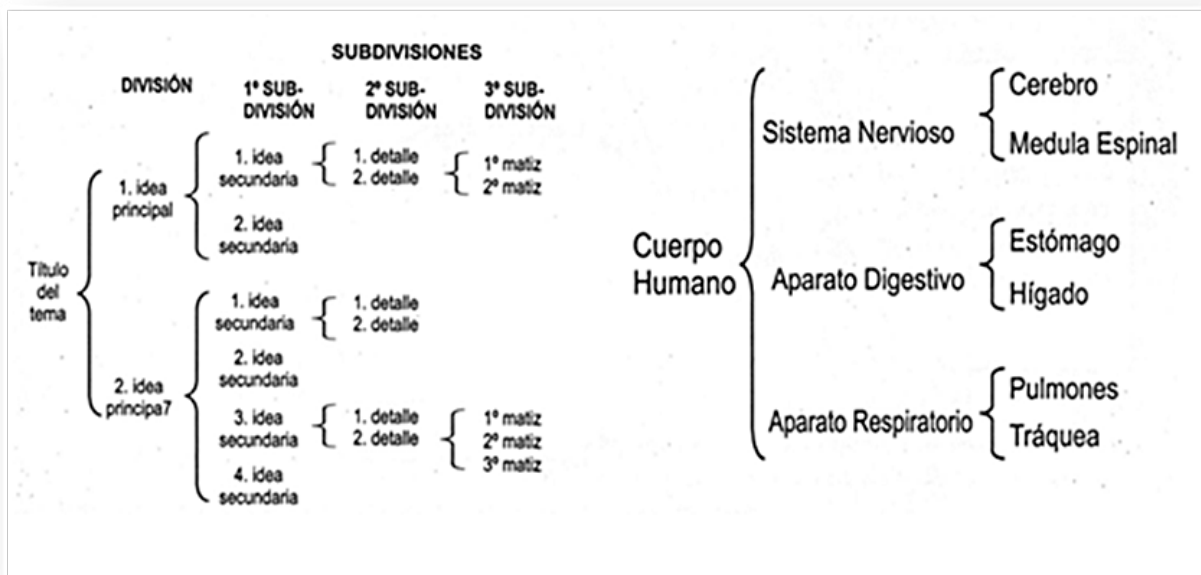 SUBDIVISIONES
DIVISIÓN
1ª SUB-
DIVISIÓN
2ª SUB-
DIVISIÓN
3ª SUB-
DIVISIÓN
Título
del
tema
1. idea
principal
1. idea
secundaria
1. detalle
2. detalle
1º matiz
2º matiz
2. idea
secundaria
2. idea
principa7
1. idea
secundaria
1. detalle
2. detalle
2. idea
secundaria
3. idea
secundaria
1. detalle
2. detalle
1º matiz
2º matiz
3º matiz
4. idea
secundaria
Cuerpo
Humano
Sistema Nervioso
Cerebro
Medula Espinal
Aparato Digestivo
Estómago
Hígado
Aparato Respiratorio
Pulmones
Tráquea